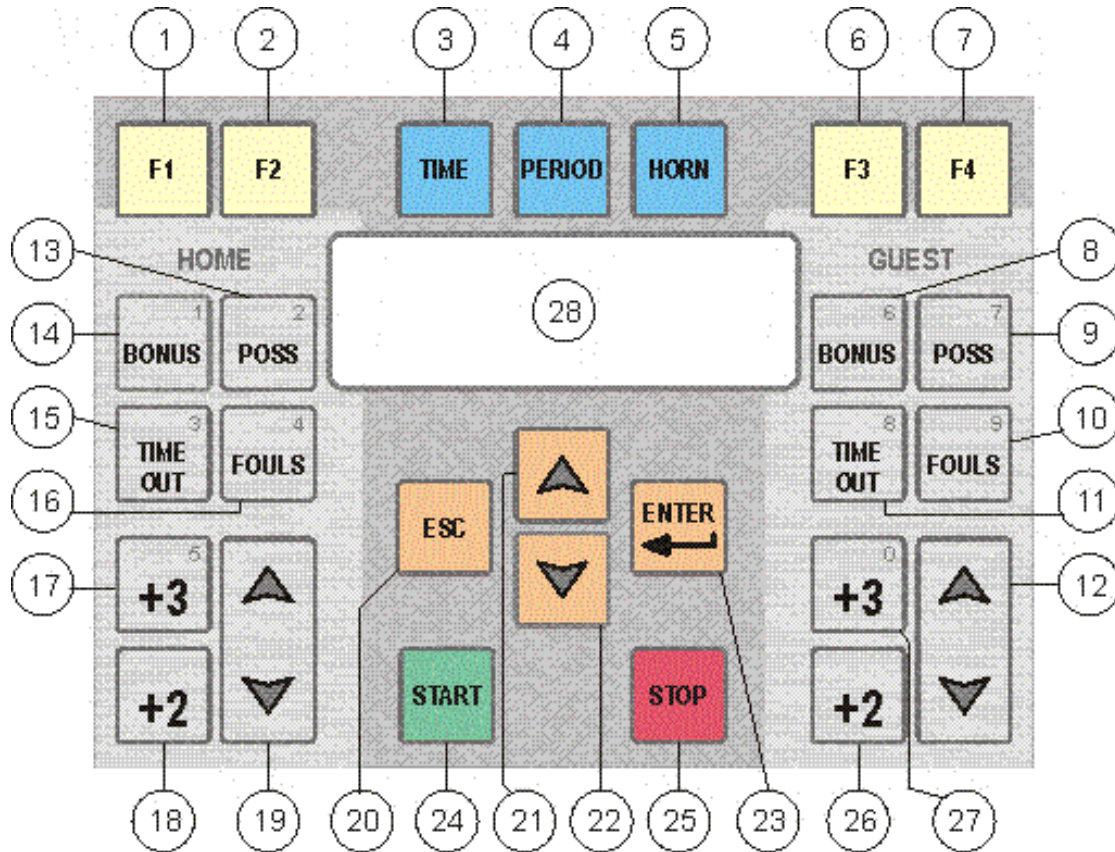 1 2 3 4 5 6 7
F1 F2 TIME PERIOD HORN F3 F4
13 HOME GUEST 8
28
14 1 2 6 7 9
BONUS POSS BONUS POSS
15 3 4 8 9 10
TIME OUT FOULS TIME OUT FOULS
16 ESC ENTER 11
17 5 0 12
+3 +3
START STOP
+2 +2
18 19 20 24 21 22 25 23 26 27